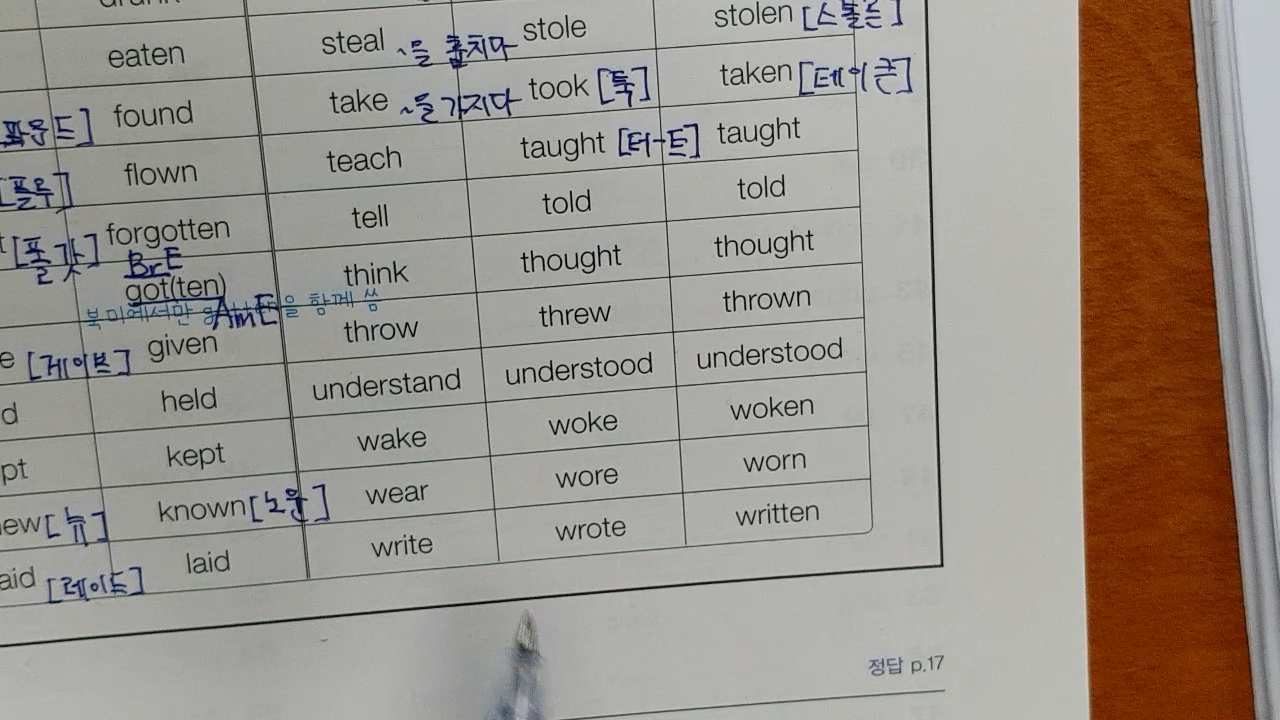 eaten steal ~을 훔치다 stole stolen [스톨른]
파운드] found take ~을 가지다 took [툭] taken [테이큰]
[플루] flown teach taught [터-트] taught
[폴갓] forgotten tell told told
BrE
got(ten) think thought thought
북미에서만 을 함께 씀 AmE
[게이브] given throw threw thrown
held understand understood understood
kept wake woke woken
[뉴] known [노운] wear wore worn
[레이드] laid write wrote written
정답 p.17